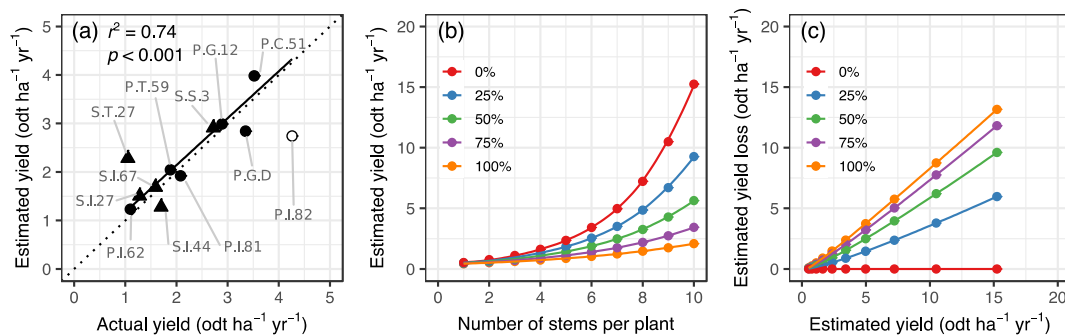 (a)
r² = 0.74
p < 0.001
P.G.12
P.C.51
P.T.59
S.S.3
S.T.27
S.I.67
S.I.27
P.G.D
P.I.82
P.I.62
S.I.44
P.I.81
5
4
3
2
1
0
0
1
2
3
4
5
Estimated yield (odt ha⁻¹ yr⁻¹)
Actual yield (odt ha⁻¹ yr⁻¹)
(b)
0%
25%
50%
75%
100%
20
15
10
5
0
0
2
4
6
8
10
Estimated yield (odt ha⁻¹ yr⁻¹)
Number of stems per plant
(c)
0%
25%
50%
75%
100%
20
15
10
5
0
0
5
10
15
20
Estimated yield loss (odt ha⁻¹ yr⁻¹)
Estimated yield (odt ha⁻¹ yr⁻¹)